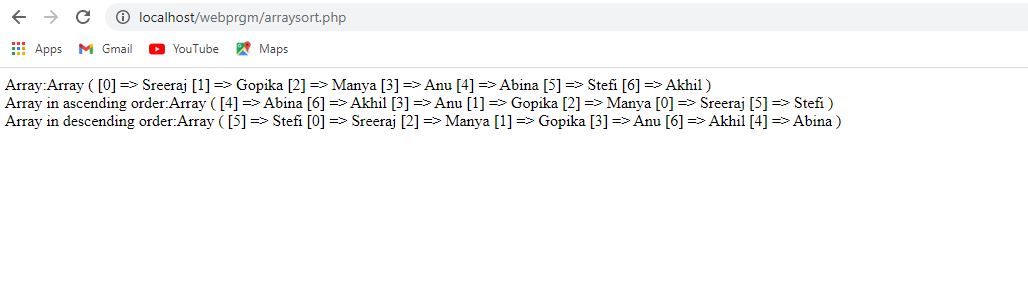 localhost/webprgm/arraysort.php
Apps Gmail YouTube Maps
Array:Array ( [0] => Sreeraj [1] => Gopika [2] => Manya [3] => Anu [4] => Abina [5] => Stefi [6] => Akhil )
Array in ascending order:Array ( [4] => Abina [6] => Akhil [3] => Anu [1] => Gopika [2] => Manya [0] => Sreeraj [5] => Stefi )
Array in descending order:Array ( [5] => Stefi [0] => Sreeraj [2] => Manya [1] => Gopika [3] => Anu [6] => Akhil [4] => Abina )